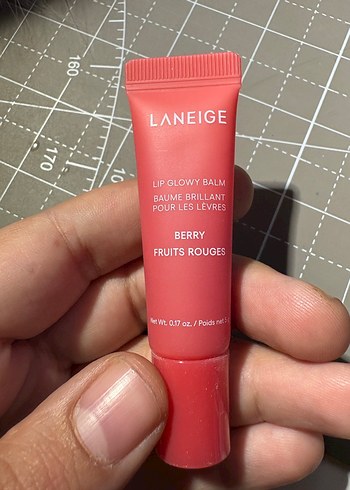 160
170
LANEIGE
LIP GLOWY BALM
BAUME BRILLANT
POUR LES LÈVRES
BERRY
FRUITS ROUGES
Net Wt. 0.17 oz. / Poids net 5